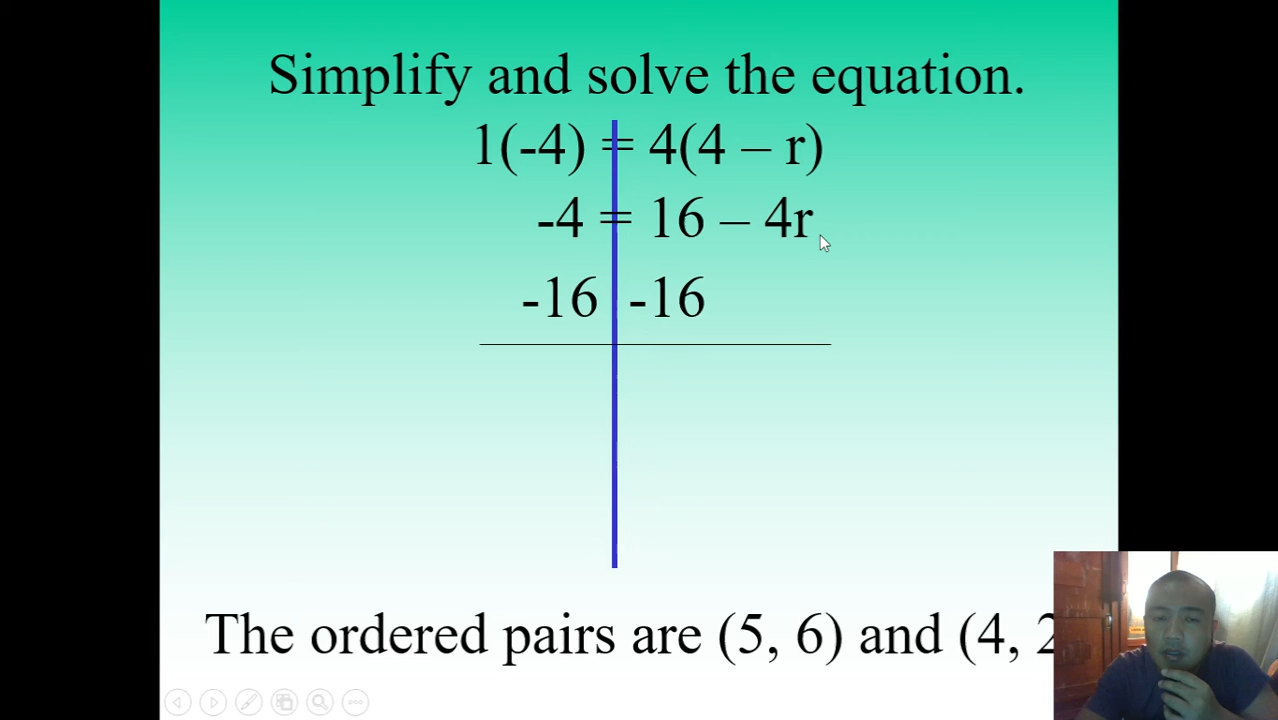 Simplify and solve the equation.
1(-4) = 4(4 – r)
-4 = 16 – 4r
-16 -16
The ordered pairs are (5, 6) and (4, 2